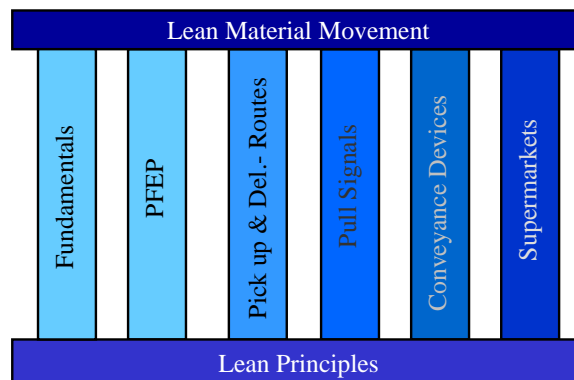 Lean Material Movement
Fundamentals
PFEP
Pick up & Del.- Routes
Pull Signals
Conveyance Devices
Supermarkets
Lean Principles